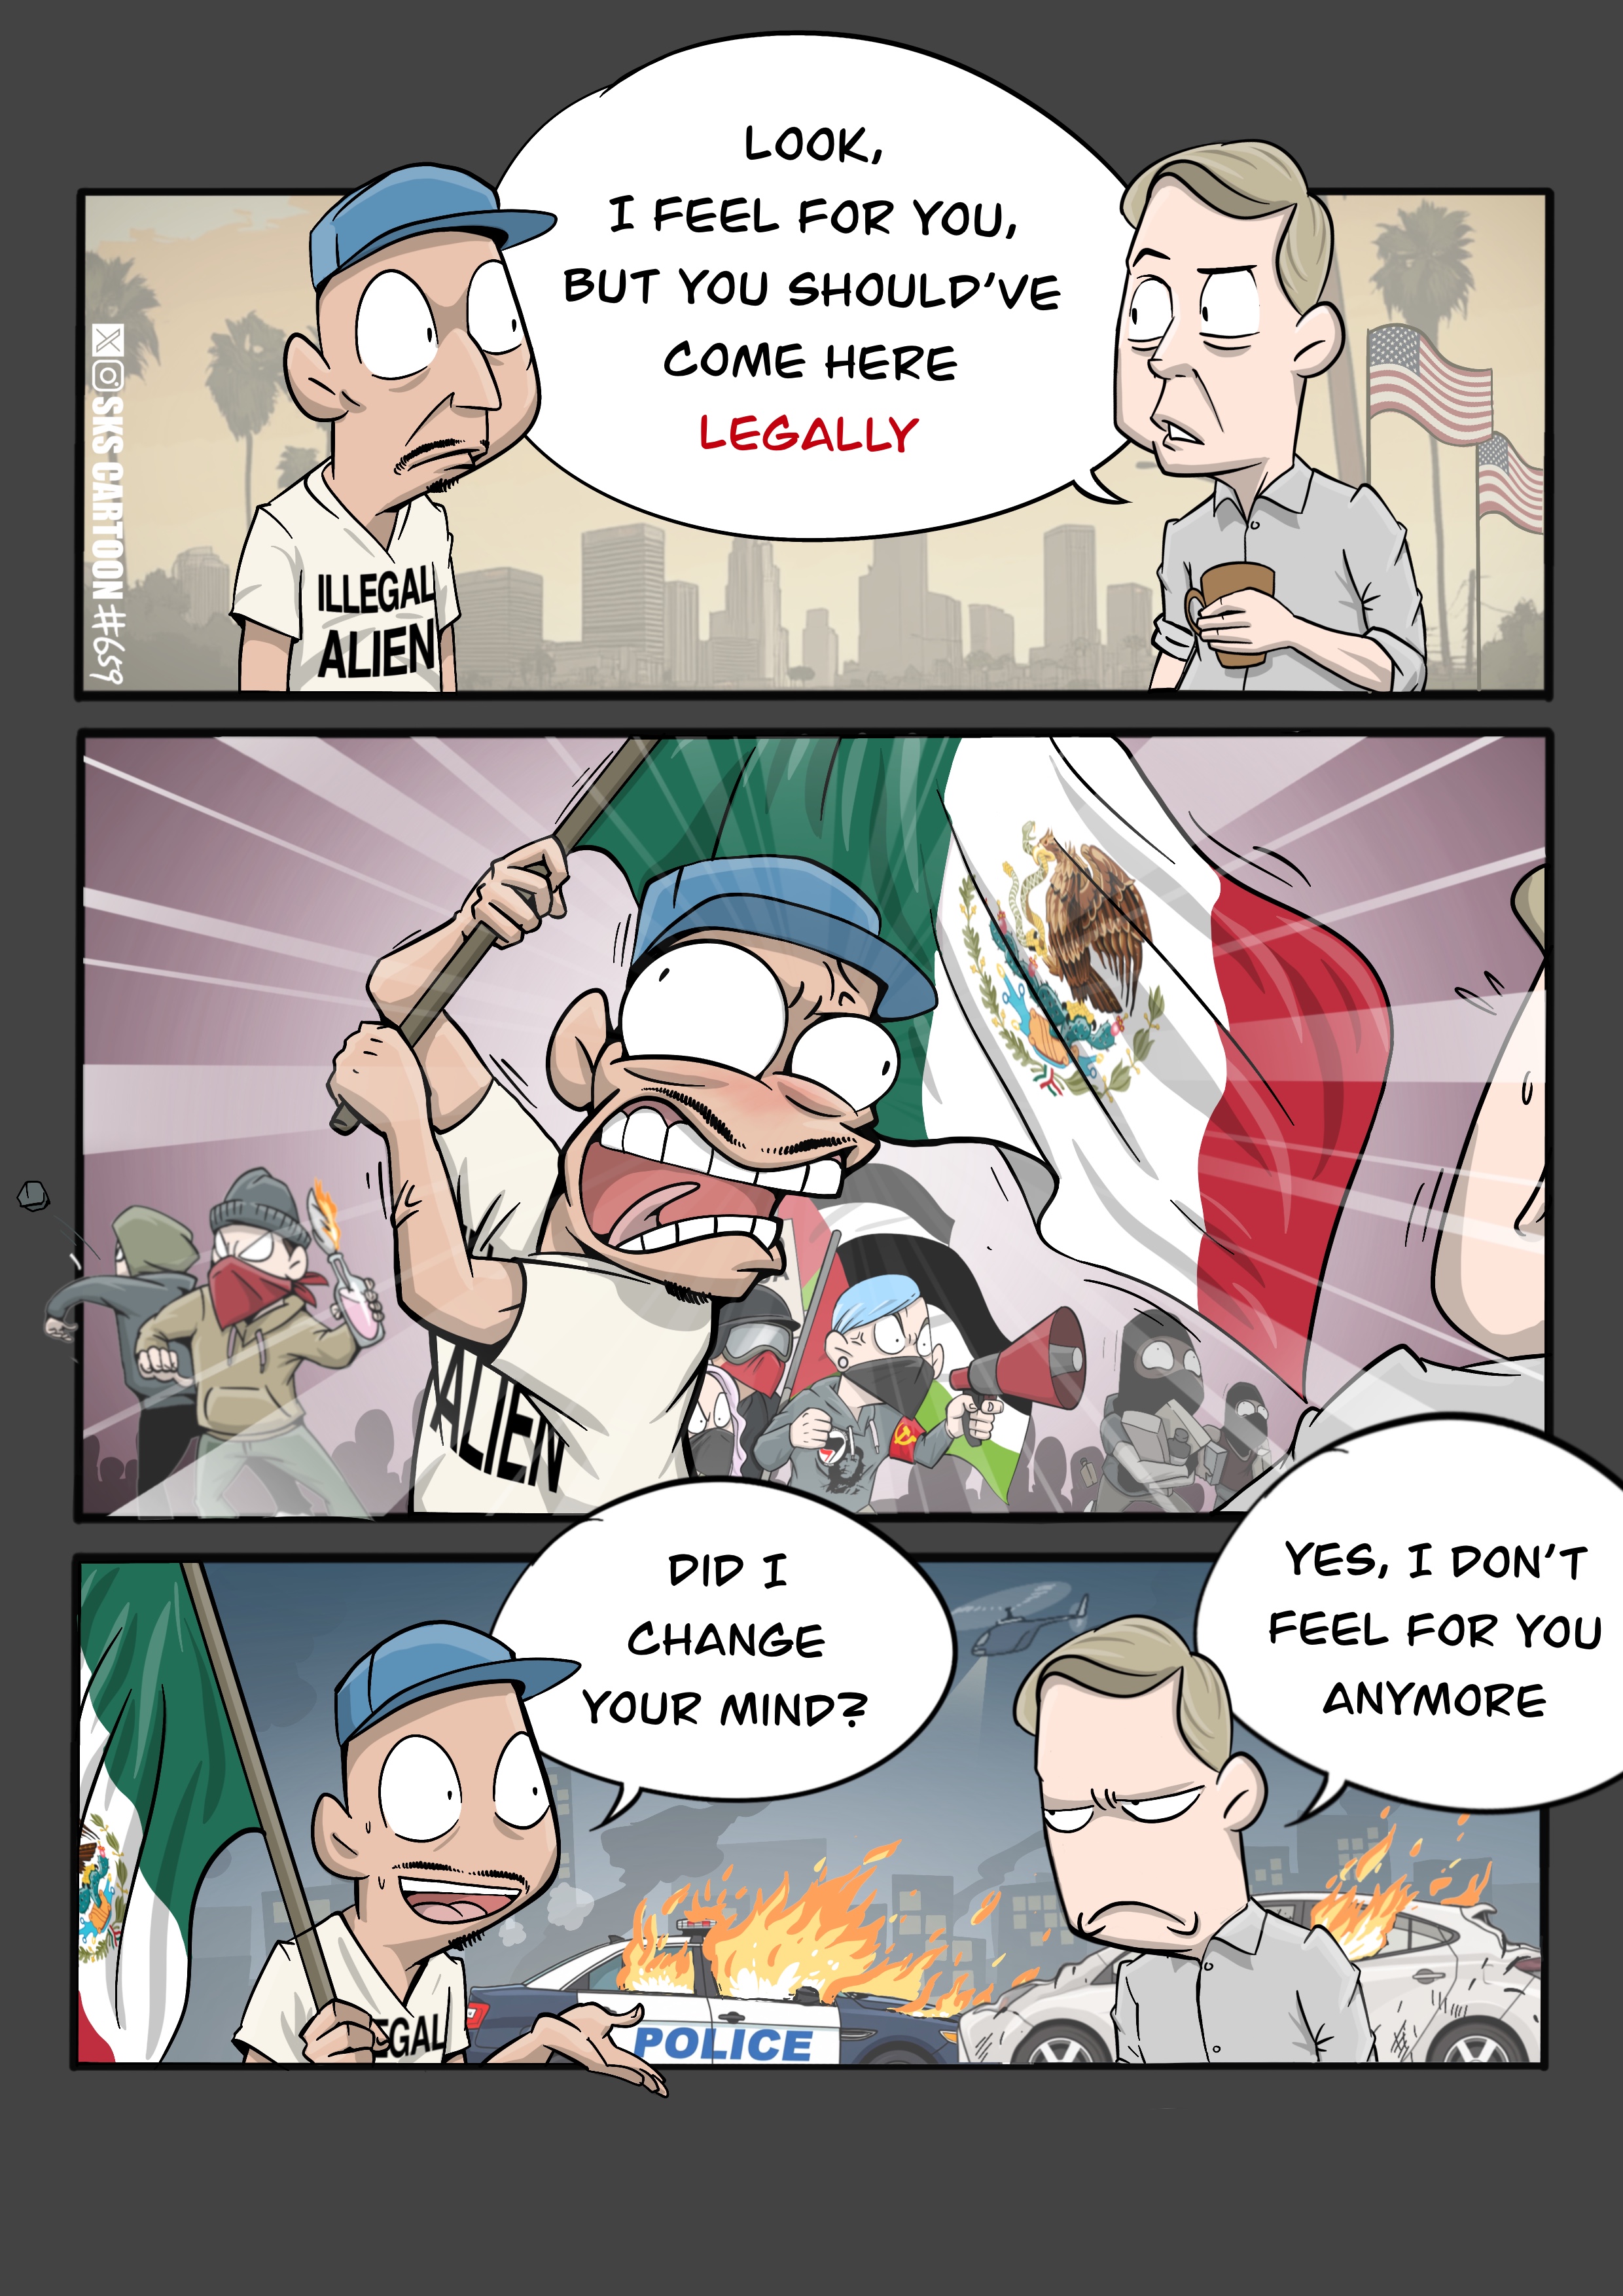 LOOK,
I FEEL FOR YOU,
BUT YOU SHOULD'VE
COME HERE
LEGALLY
ILLEGAL
ALIEN
SKS CARTOON #659
ALIEN
DID I
CHANGE
YOUR MIND?
YES, I DON'T
FEEL FOR YOU
ANYMORE
EGAL
POLICE